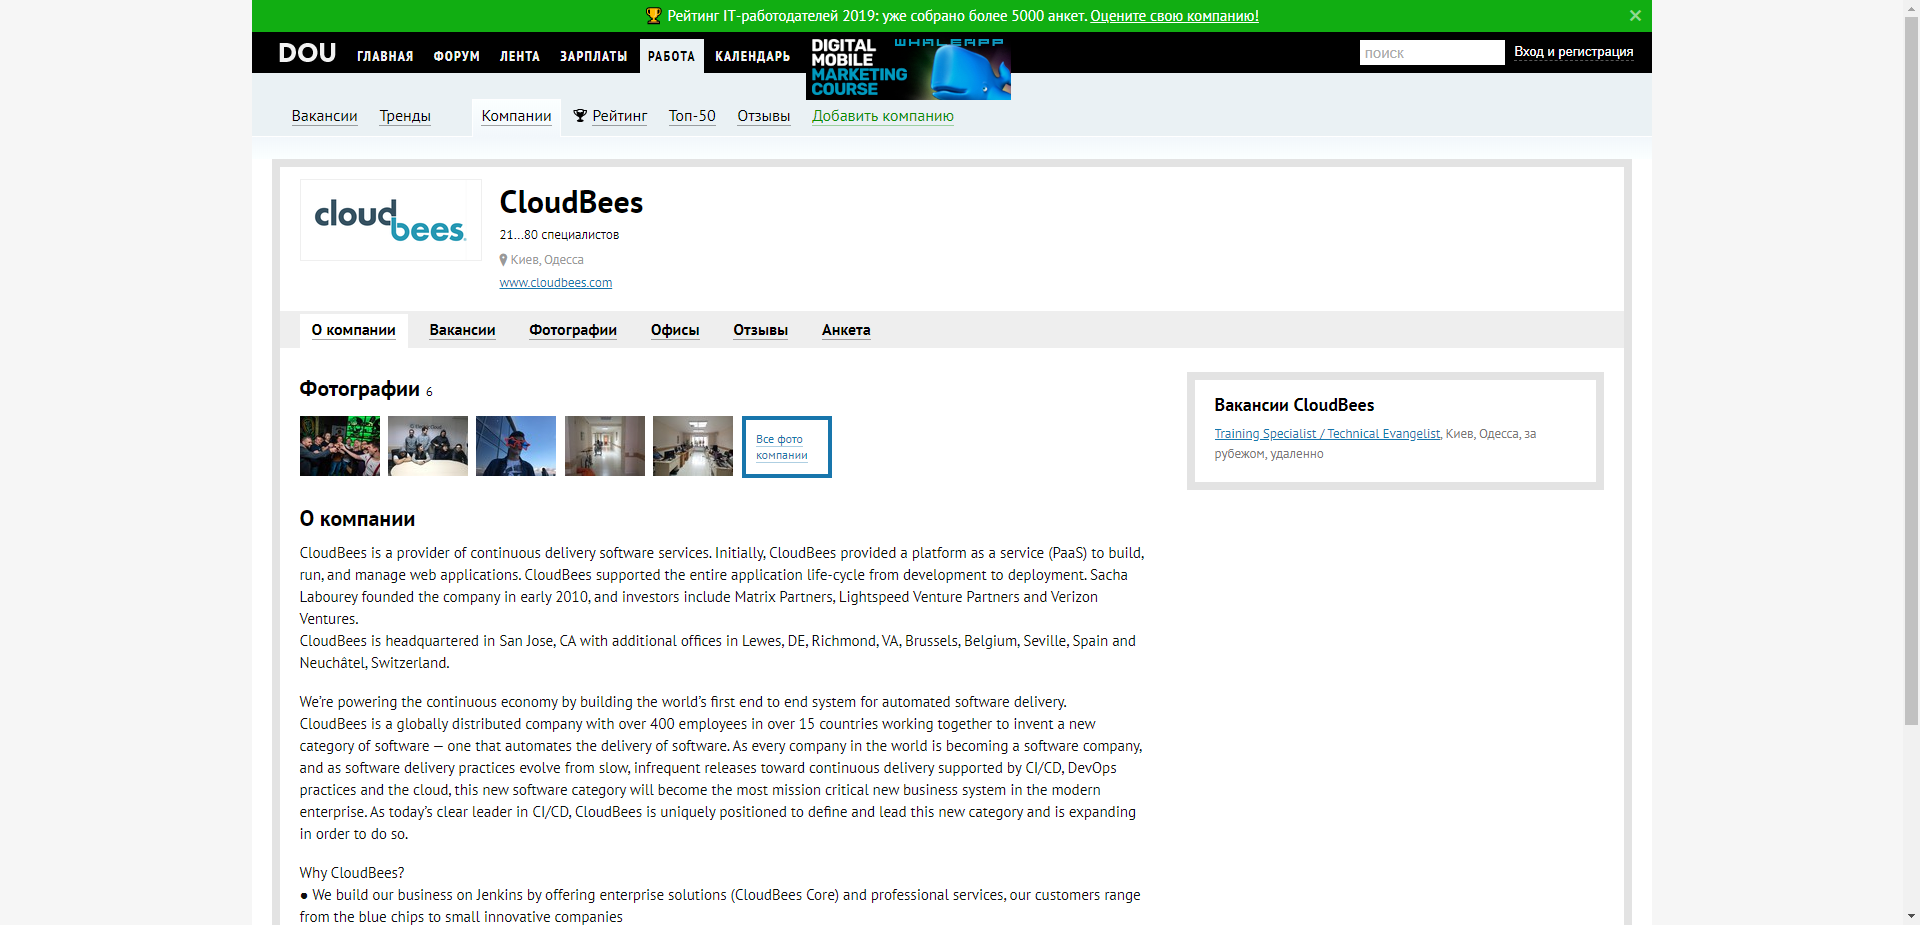 Рейтинг IT-работодателей 2019: уже собрано более 5000 анкет. Оцените свою компанию!
DOU ГЛАВНАЯ ФОРУМ ЛЕНТА ЗАРПЛАТЫ РАБОТА КАЛЕНДАРЬ
WHALEAPP
DIGITAL
MOBILE
MARKETING
COURSE
поиск
Вход и регистрация
Вакансии Тренды Компании Рейтинг Топ-50 Отзывы Добавить компанию
cloudbees
CloudBees
21…80 специалистов
Киев, Одесса
www.cloudbees.com
О компании Вакансии Фотографии Офисы Отзывы Анкета
Фотографии 6
Все фото
компании
О компании
CloudBees is a provider of continuous delivery software services. Initially, CloudBees provided a platform as a service (PaaS) to build,
run, and manage web applications. CloudBees supported the entire application life-cycle from development to deployment. Sacha
Labourey founded the company in early 2010, and investors include Matrix Partners, Lightspeed Venture Partners and Verizon
Ventures.
CloudBees is headquartered in San Jose, CA with additional offices in Lewes, DE, Richmond, VA, Brussels, Belgium, Seville, Spain and
Neuchâtel, Switzerland.
We’re powering the continuous economy by building the world’s first end to end system for automated software delivery.
CloudBees is a globally distributed company with over 400 employees in over 15 countries working together to invent a new
category of software — one that automates the delivery of software. As every company in the world is becoming a software company,
and as software delivery practices evolve from slow, infrequent releases toward continuous delivery supported by CI/CD, DevOps
practices and the cloud, this new software category will become the most mission critical new business system in the modern
enterprise. As today’s clear leader in CI/CD, CloudBees is uniquely positioned to define and lead this new category and is expanding
in order to do so.
Why CloudBees?
● We build our business on Jenkins by offering enterprise solutions (CloudBees Core) and professional services, our customers range
from the blue chips to small innovative companies
Вакансии CloudBees
Training Specialist / Technical Evangelist, Киев, Одесса, за
рубежом, удаленно